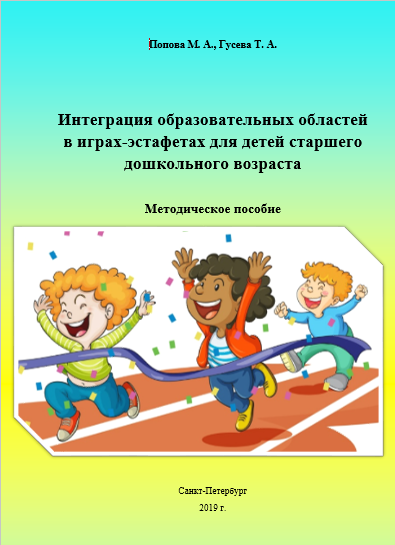 Попова М. А., Гусева Т. А.
Интеграция образовательных областей
в играх-эстафетах для детей старшего
дошкольного возраста
Методическое пособие
Санкт-Петербург
2019 г.